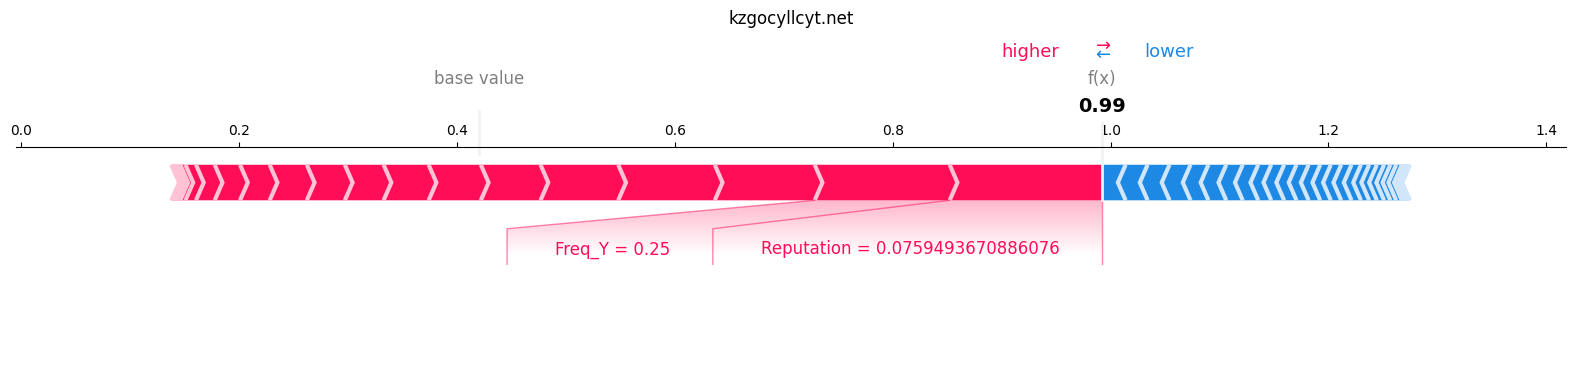 kzgocyllcyt.net
higher ⇄ lower
base value f(x)
0.99
0.0 0.2 0.4 0.6 0.8 1.0 1.2 1.4
Freq_Y = 0.25 Reputation = 0.0759493670886076